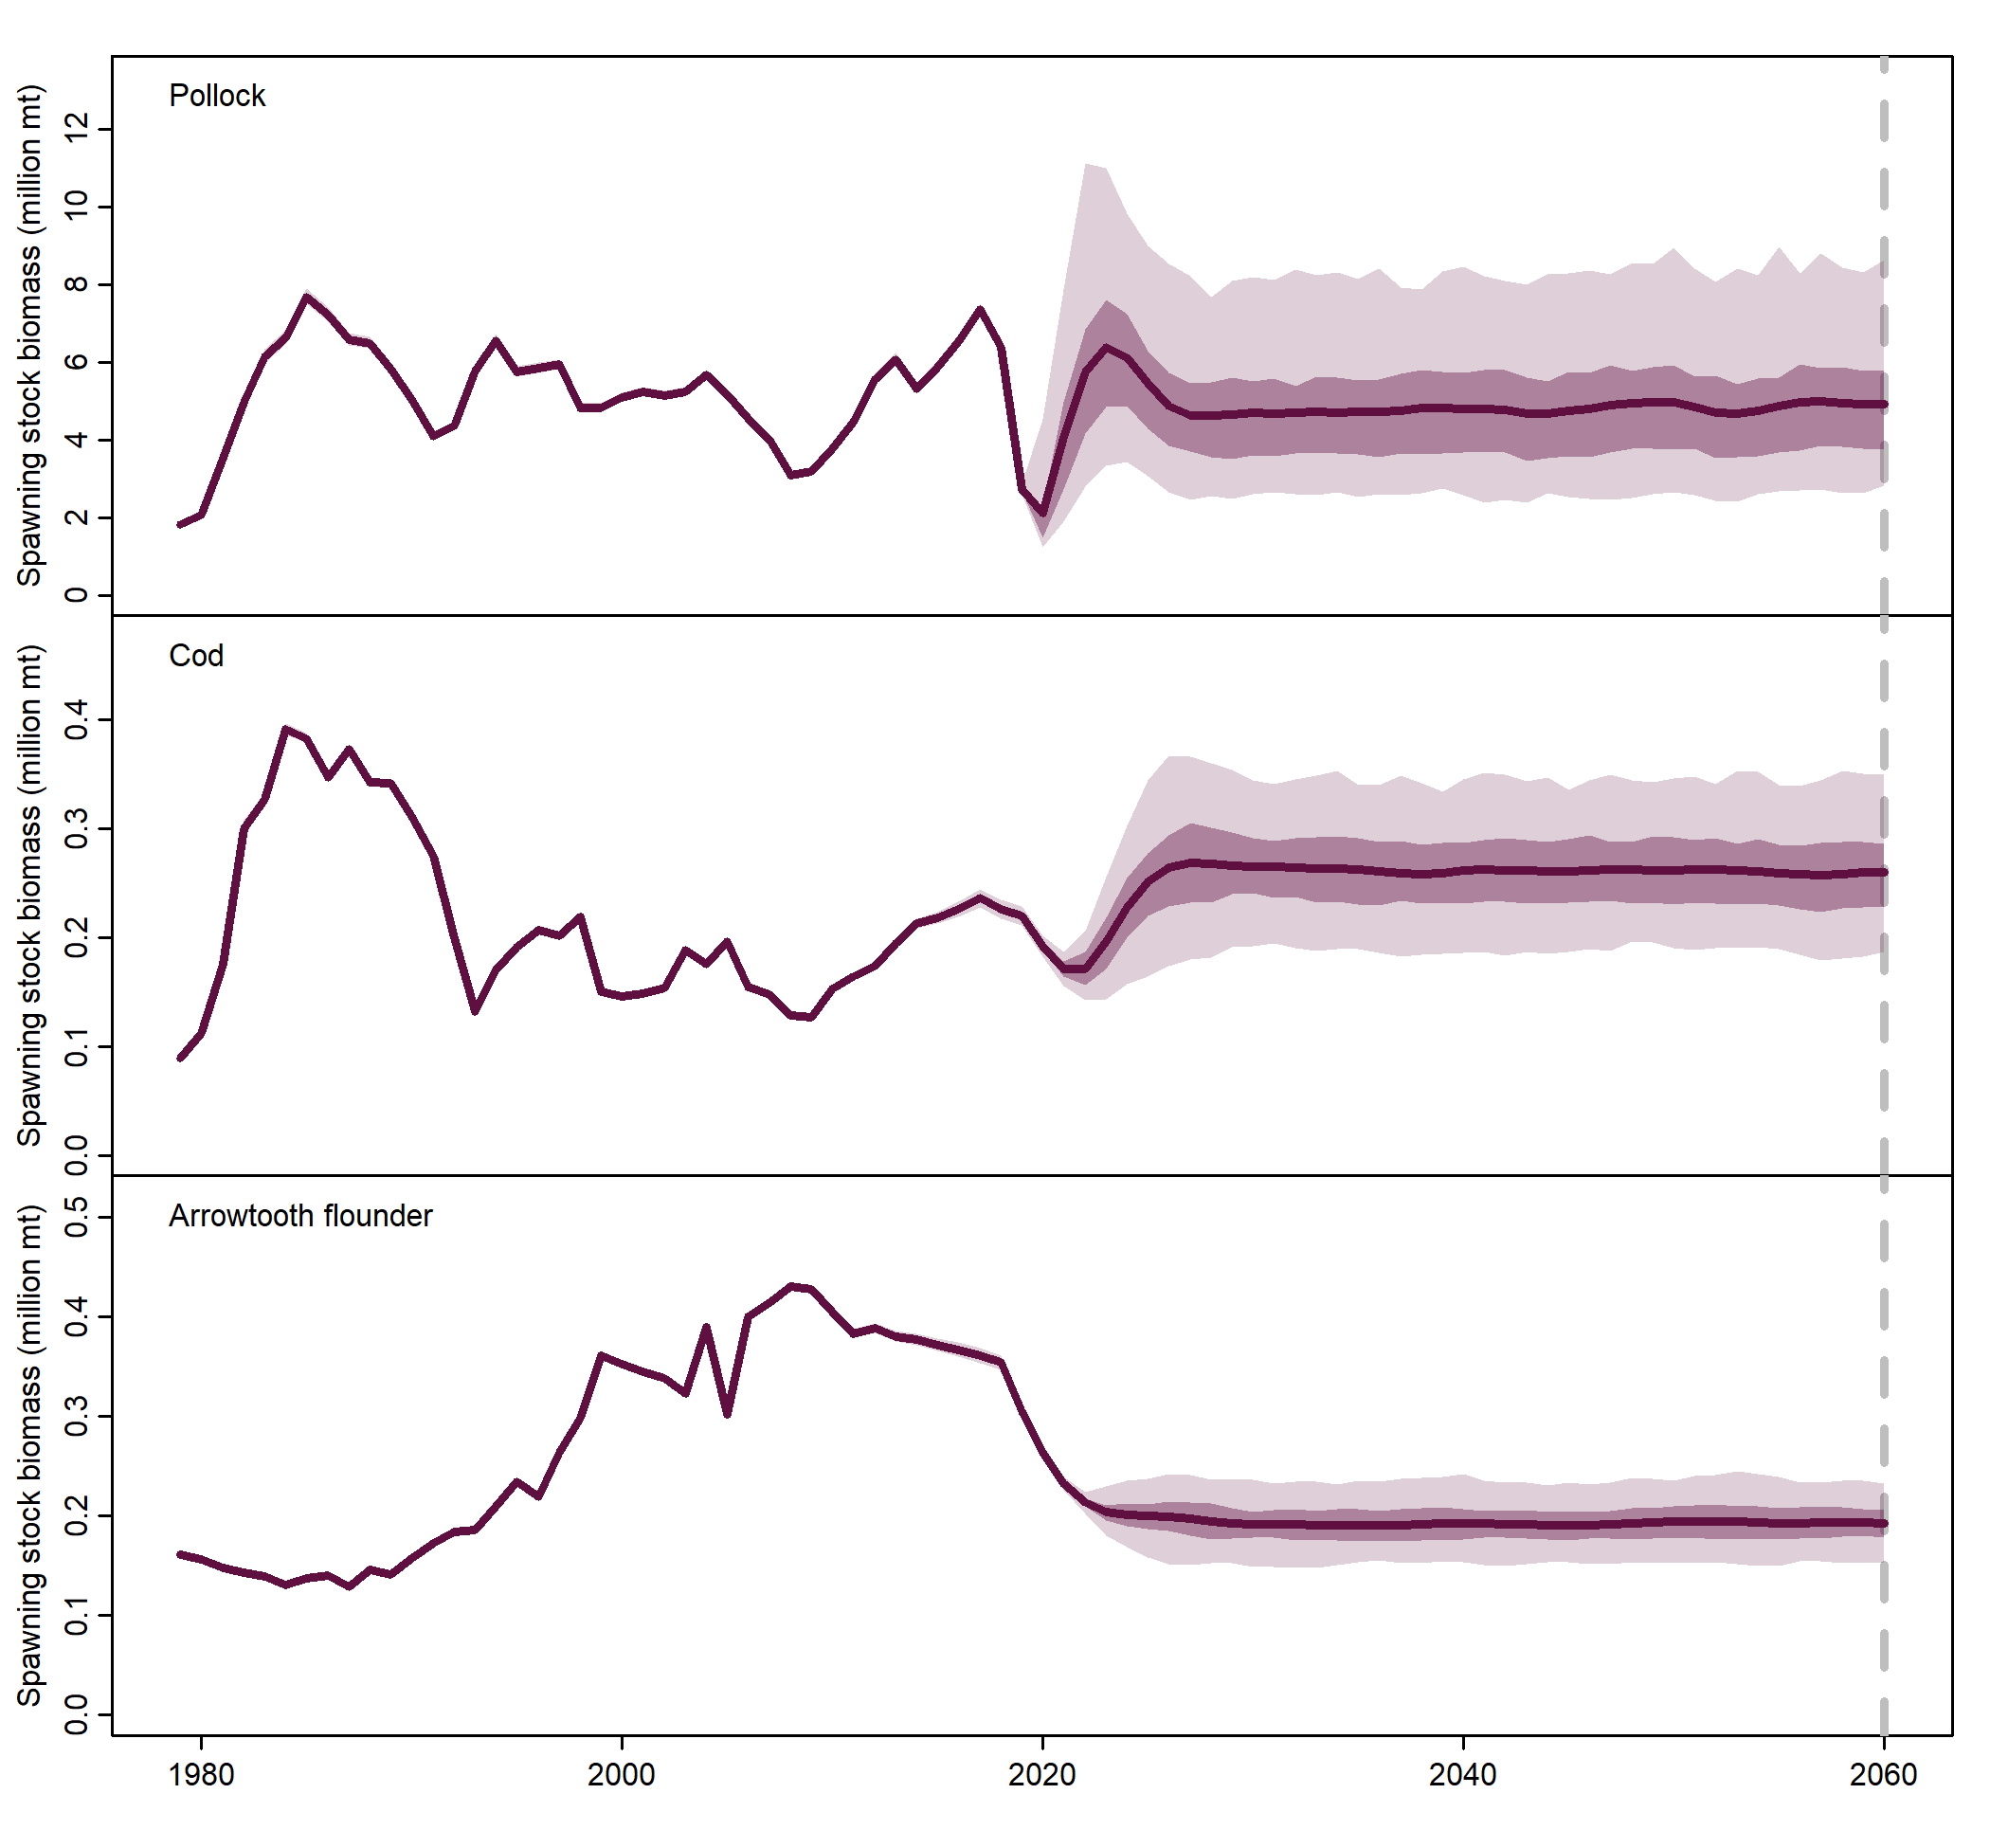 Pollock
Spawning stock biomass (million mt)
12
10
8
6
4
2
0
Cod
Spawning stock biomass (million mt)
0.4
0.3
0.2
0.1
0.0
Arrowtooth flounder
Spawning stock biomass (million mt)
0.5
0.4
0.3
0.2
0.1
0.0
1980 2000 2020 2040 2060